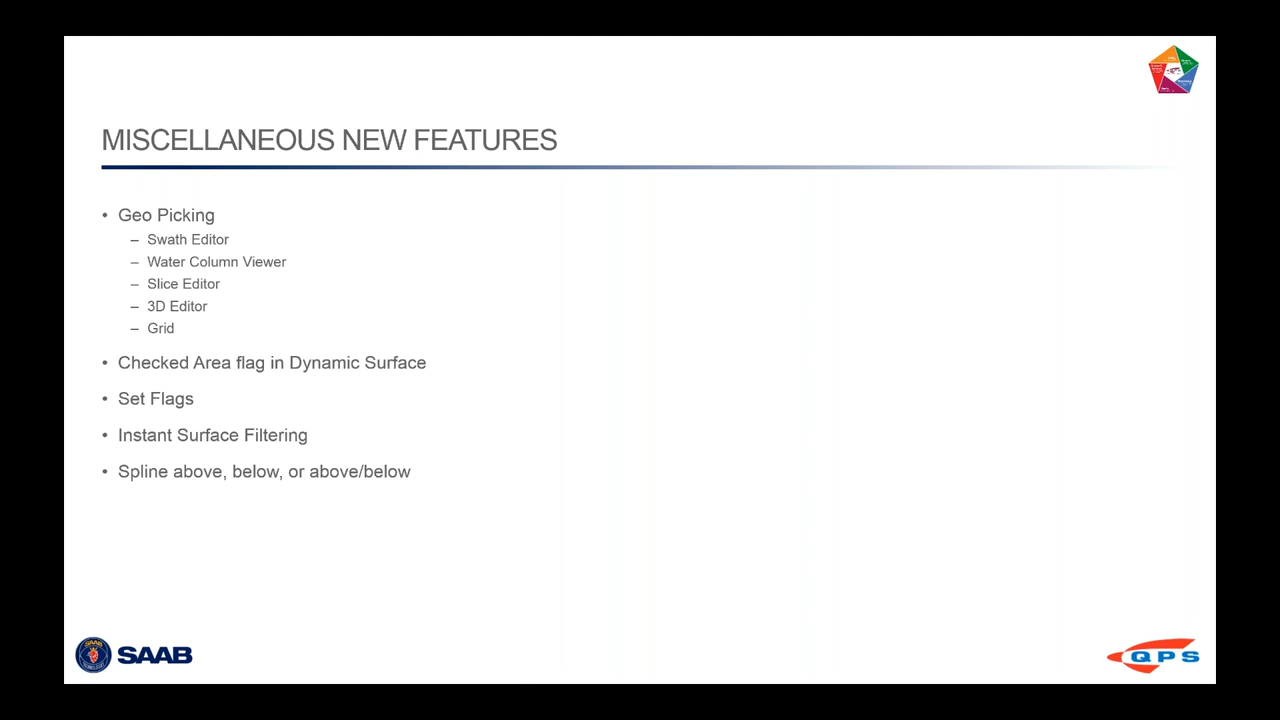 MISCELLANEOUS NEW FEATURES
• Geo Picking
– Swath Editor
– Water Column Viewer
– Slice Editor
– 3D Editor
– Grid
• Checked Area flag in Dynamic Surface
• Set Flags
• Instant Surface Filtering
• Spline above, below, or above/below
SAAB
SAAB
QPS